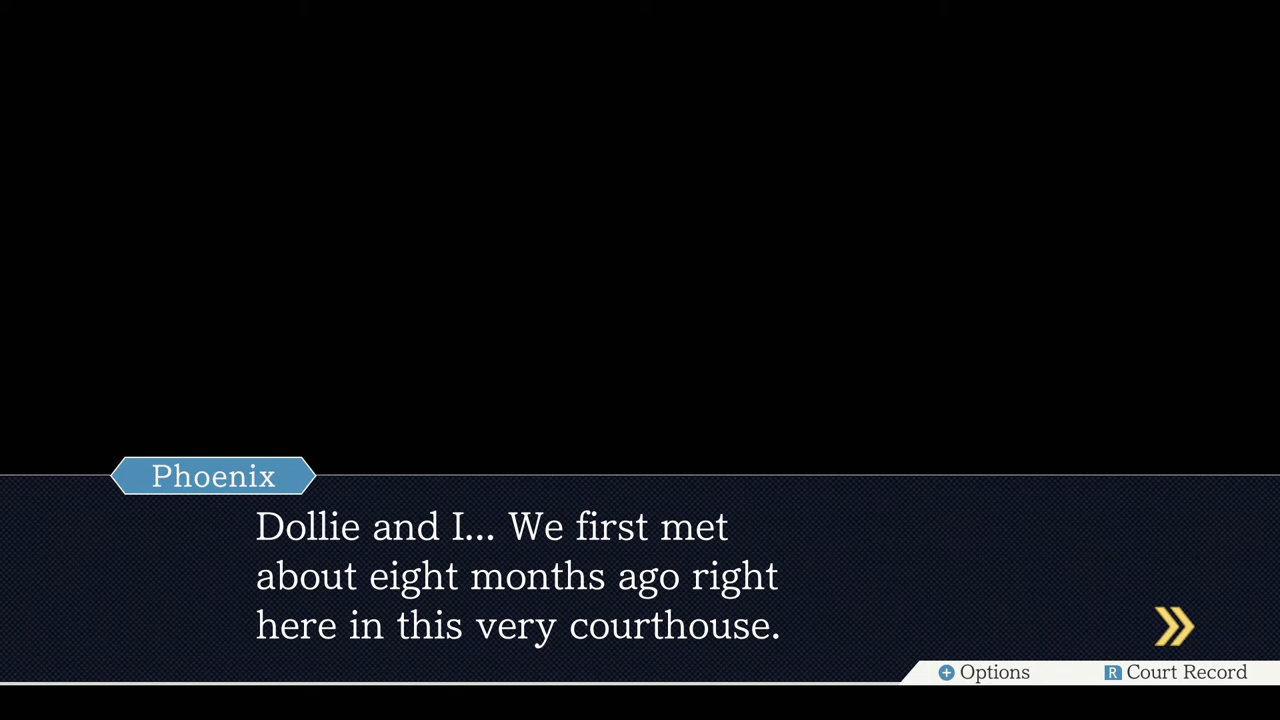 Phoenix
Dollie and I... We first met
about eight months ago right
here in this very courthouse.
+ Options
R Court Record